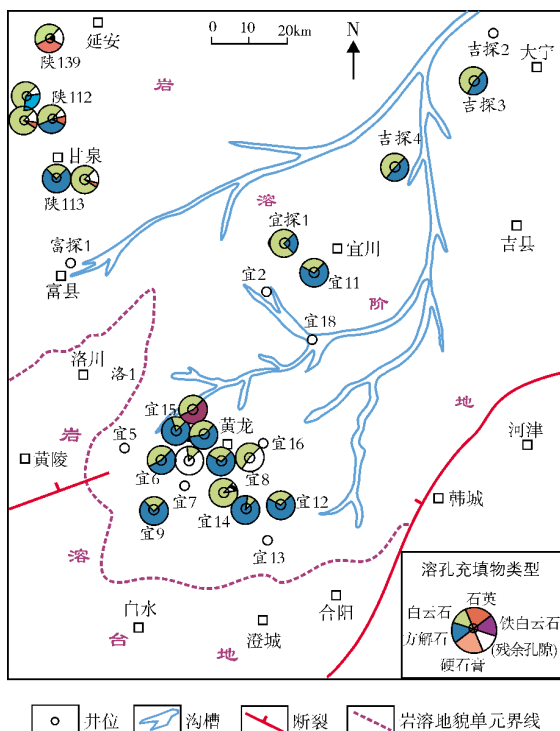 延安
0 10 20km
N
吉探2
大宁
陕139
岩
吉探3
陕112
吉探4
甘泉
陕113
溶
宜探1
宜川
吉县
富探1
富县
宜2
宜11
阶
宜18
洛川
洛1
地
宜15
黄龙
宜16
河津
岩
宜5
黄陵
宜6
宜8
宜7
韩城
宜14
宜12
宜9
溶
宜13
溶孔充填物类型
石英
白云石
铁白云石
方解石
(残余孔隙)
硬石膏
白水
合阳
澄城
台
地
井位
沟槽
断裂
岩溶地貌单元界线